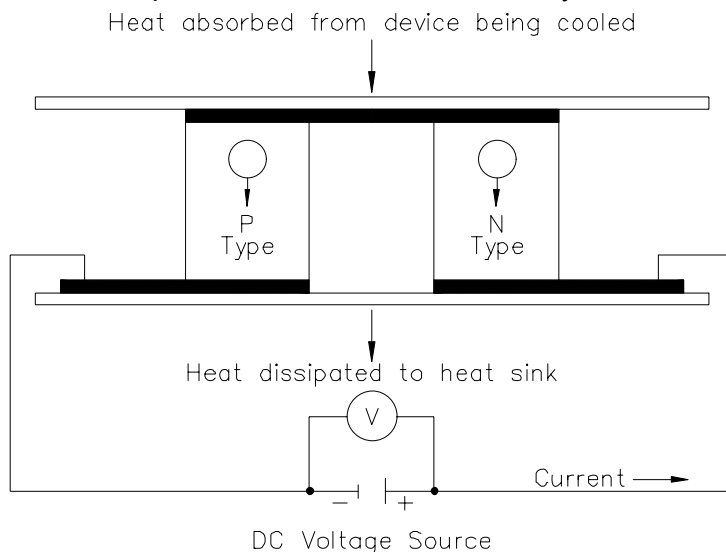 Heat absorbed from device being cooled
P
Type
N
Type
Heat dissipated to heat sink
V
Current
- +
DC Voltage Source